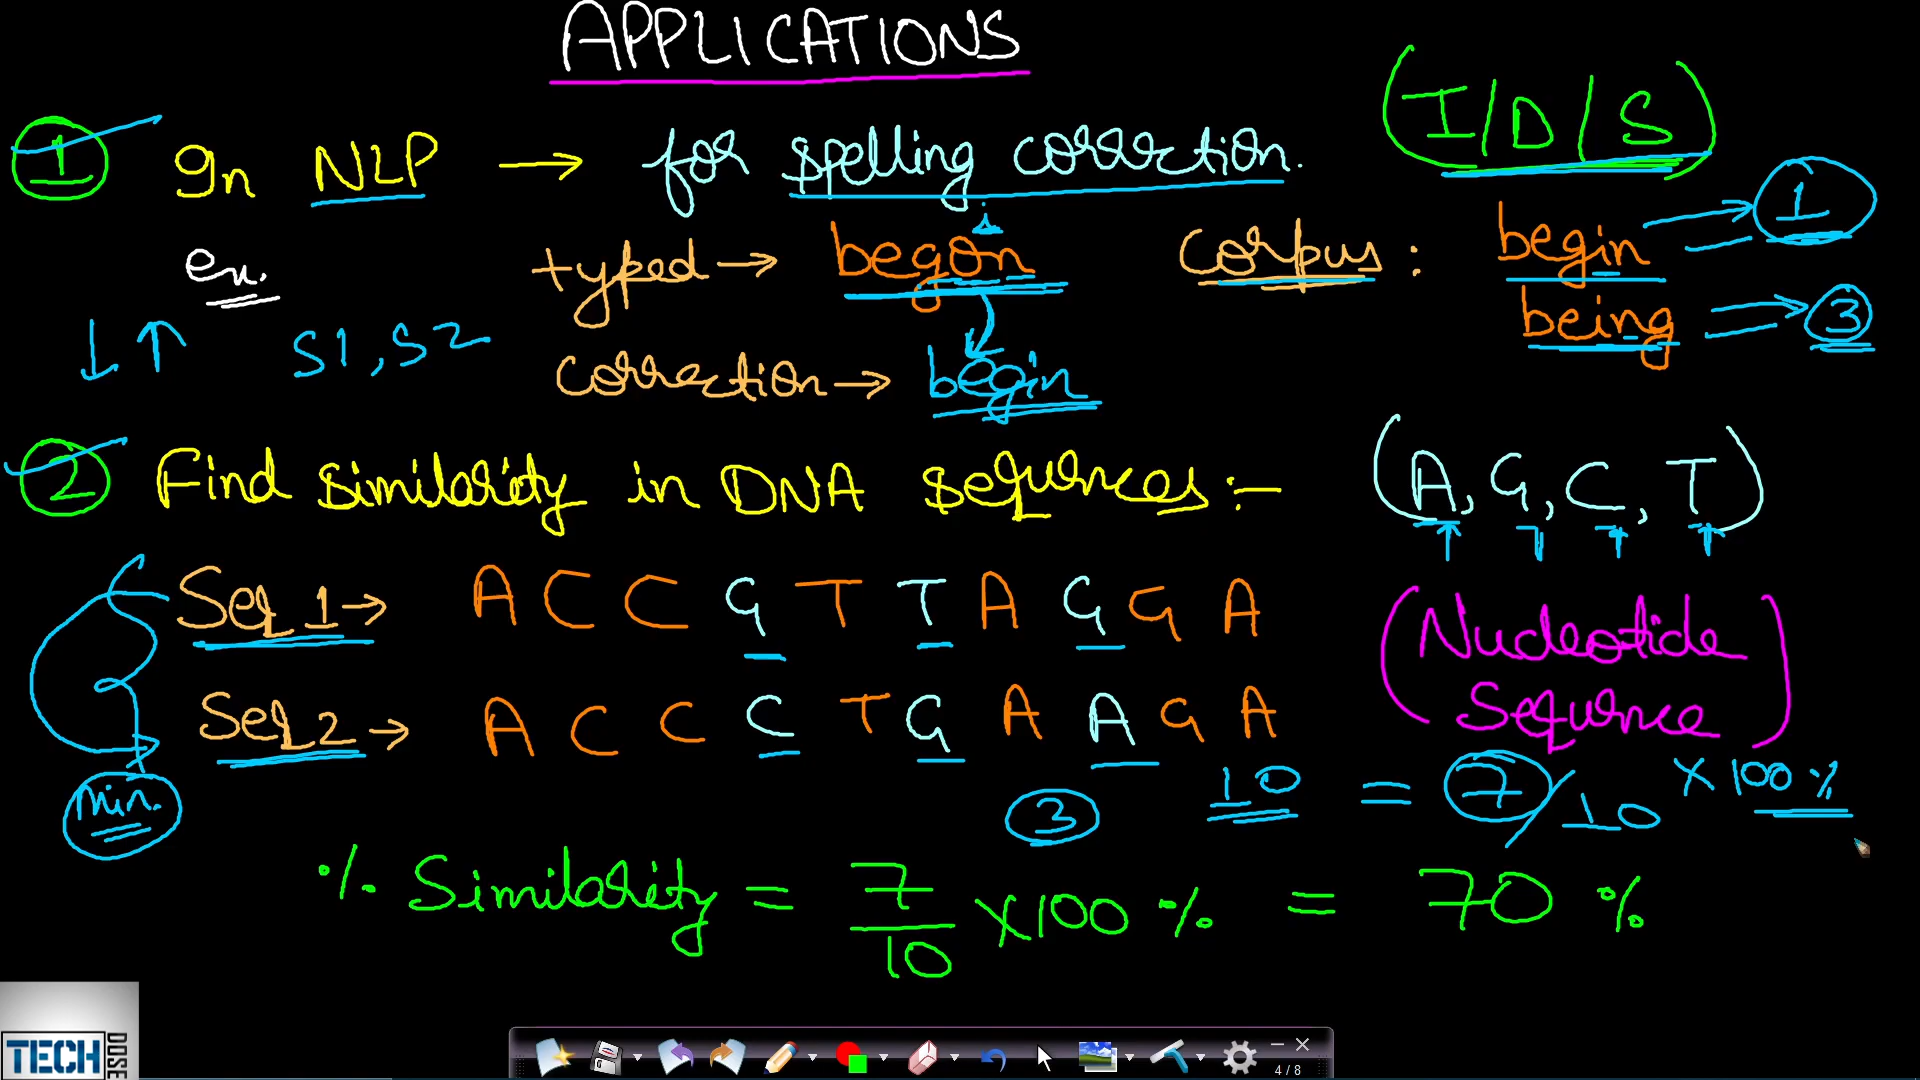 APPLICATIONS
(I/D/S)
1 In NLP → for spelling correction.
ex. typed → begon Corpus : begin 1
being 3
↓ ↑ S1, S2 correction → begin
2 Find Similarity in DNA Sequences :- (A, G, C, T)
Seq 1 → A C C G T T A G G A
(Nucleotide Sequence)
Seq 2 → A C C C T G A A G A
min. 3 10 = 7/10 × 100 %
% Similarity = 7/10 × 100 % = 70 %
TECH DOSE
4 / 8